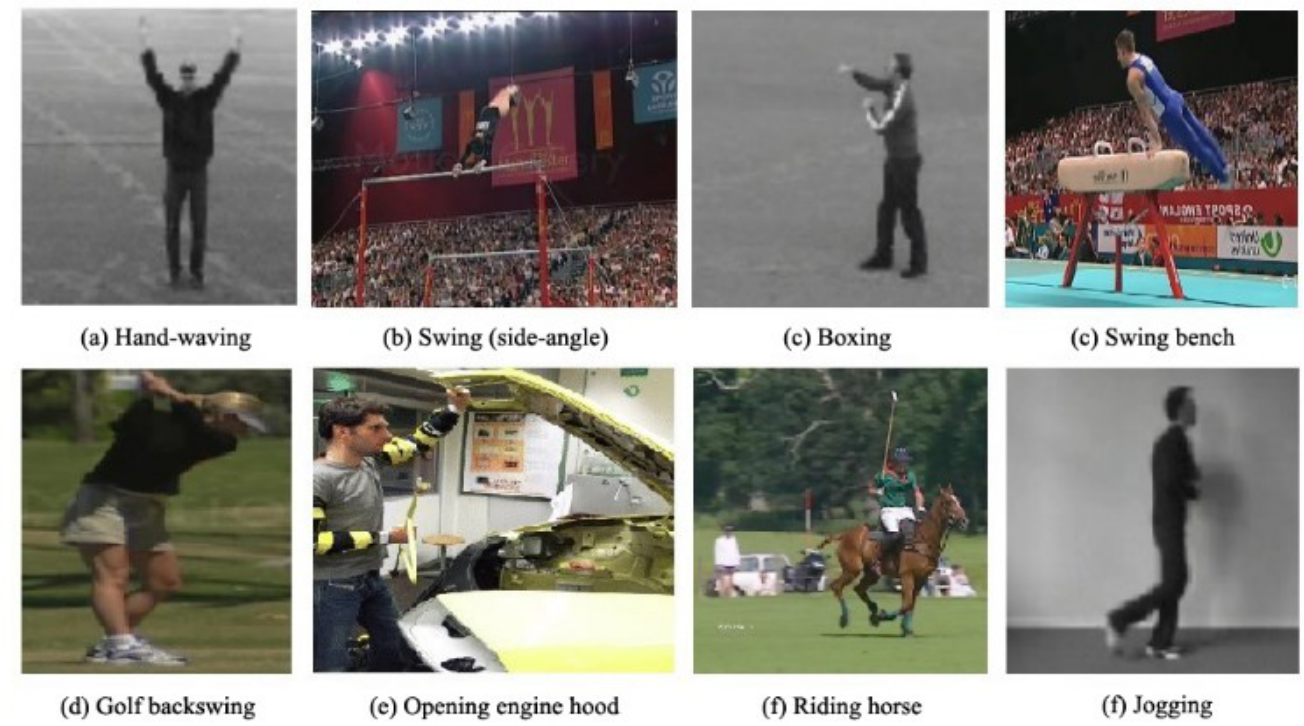 (a) Hand-waving
(b) Swing (side-angle)
(c) Boxing
(c) Swing bench
(d) Golf backswing
(e) Opening engine hood
(f) Riding horse
(f) Jogging